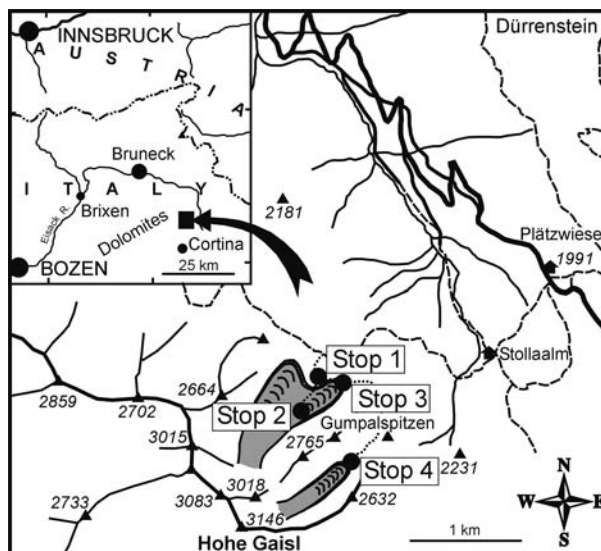 INNSBRUCK
AUSTRIA
Bruneck
ITALY
Brixen
Eisack R.
Dolomites
Cortina
BOZEN
25 km
Dürrenstein
2181
Plätzwiese
1991
Stollaalm
Stop 1
Stop 3
Stop 2
Gumpalspitzen
Stop 4
2859
2702
2664
3015
2765
2231
2733
3083
3018
2632
3146
Hohe Gaisl
1 km
N
W E
S